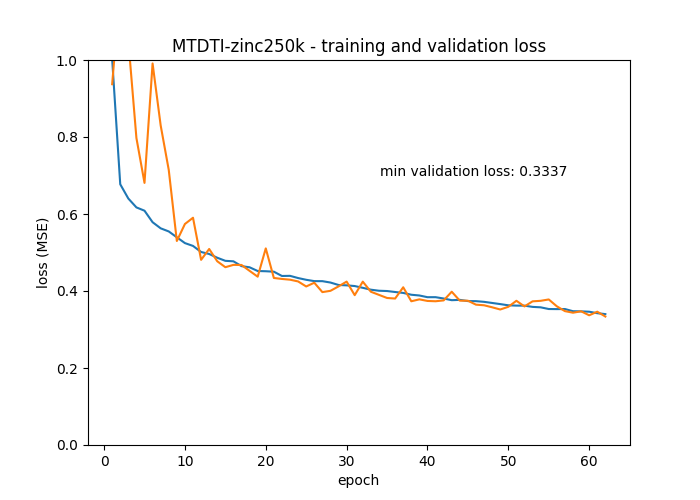 MTDTI-zinc250k - training and validation loss
1.0
0.8
min validation loss: 0.3337
0.6
loss (MSE)
0.4
0.2
0.0
0 10 20 30 40 50 60
epoch